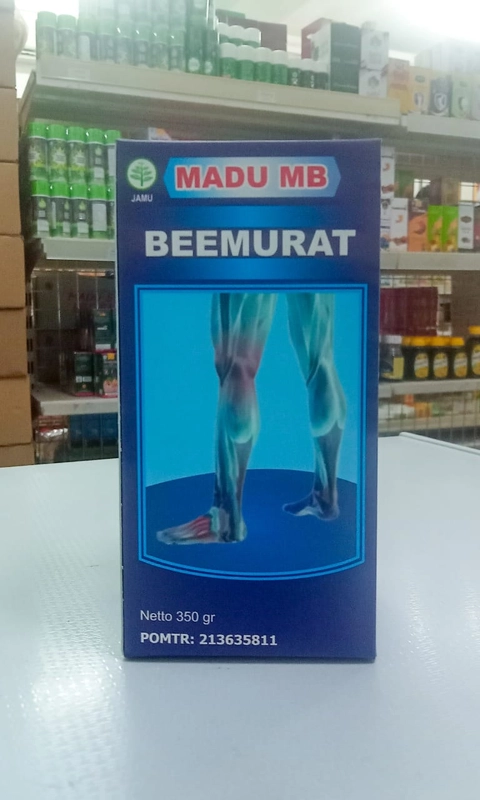 JAMU
MADU MB
BEEMURAT
Netto 350 gr
POMTR: 213635811